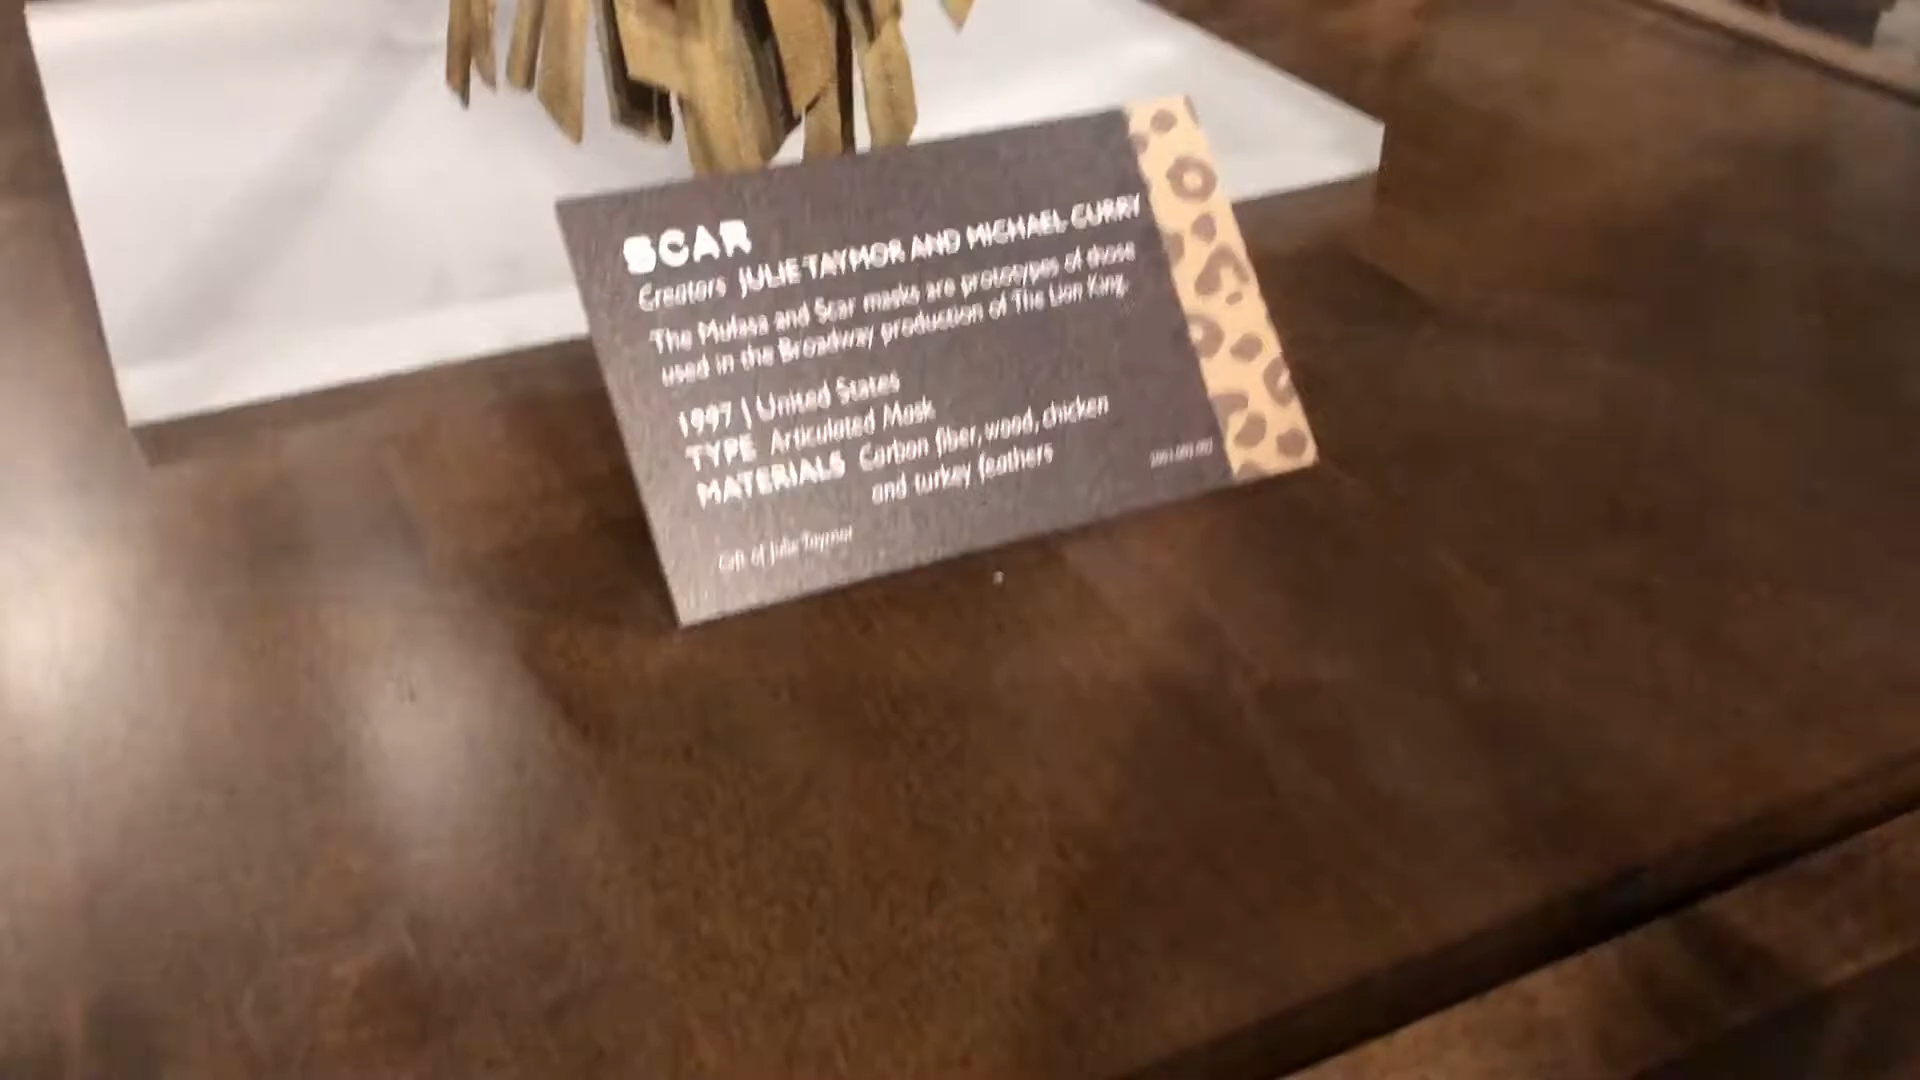 SCAR
Creators JULIE TAYMOR AND MICHAEL CURRY
The Mufasa and Scar masks are prototypes of those
used in the Broadway production of The Lion King.
1997 | United States
TYPE Articulated Mask
MATERIALS Carbon fiber, wood, chicken
and turkey feathers
Gift of Julie Taymor